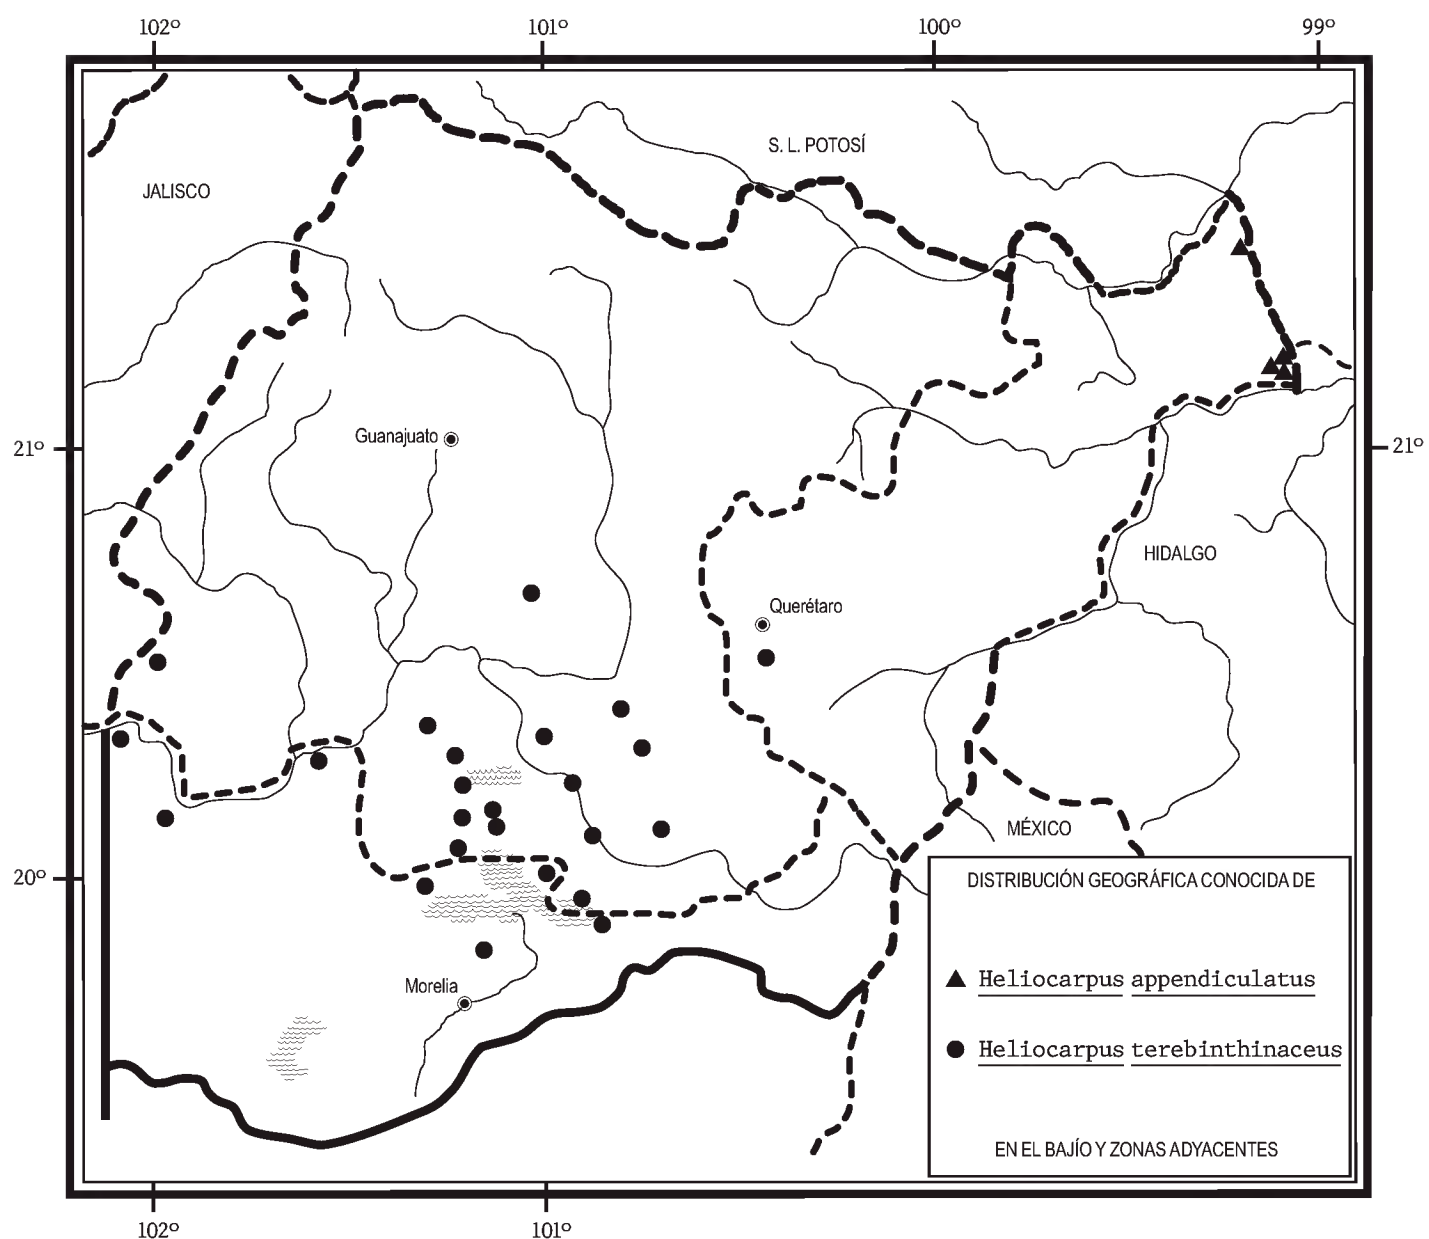 102º 101º 100º 99º
S. L. POTOSÍ
JALISCO
Guanajuato
21º 21º
HIDALGO
Querétaro
MÉXICO
20º
DISTRIBUCIÓN GEOGRÁFICA CONOCIDA DE
Heliocarpus appendiculatus
Morelia
Heliocarpus terebinthinaceus
EN EL BAJÍO Y ZONAS ADYACENTES
102º 101º